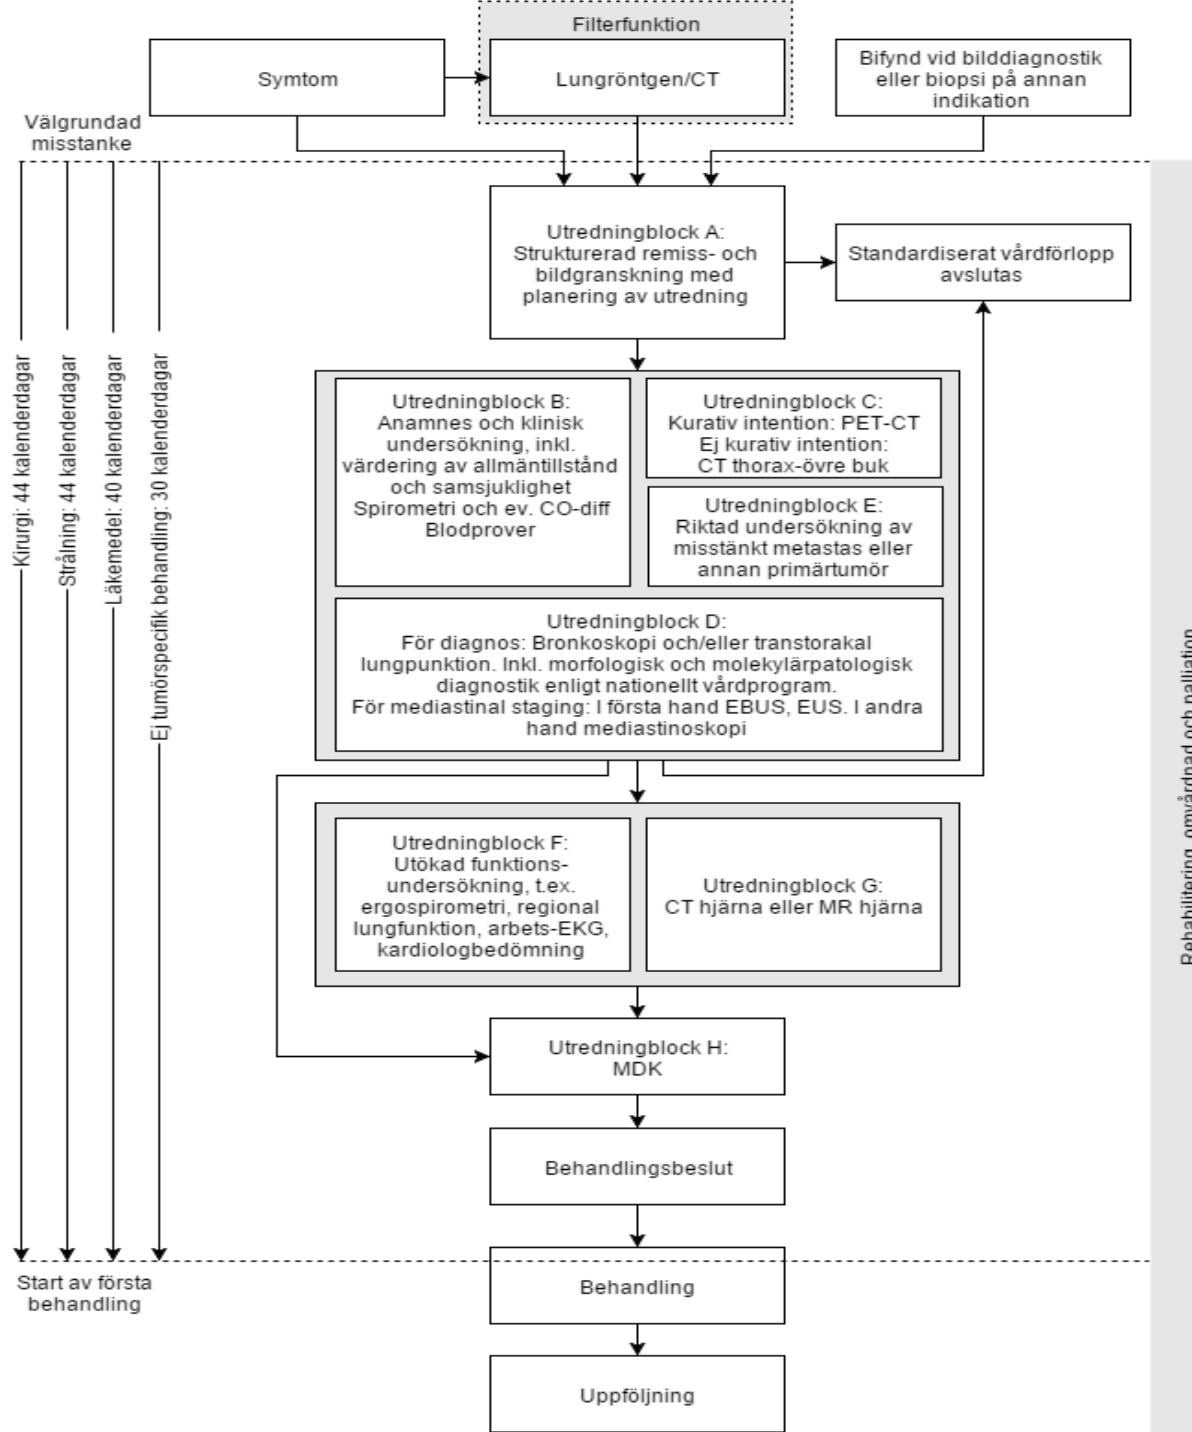 Filterfunktion
Symtom
Lungröntgen/CT
Bifynd vid bilddiagnostik
eller biopsi på annan
indikation
Välgrundad
misstanke
Utredningblock A:
Strukturerad remiss- och
bildgranskning med
planering av utredning
Standardiserat vårdförlopp
avslutas
Kirurgi: 44 kalenderdagar
Strålning: 44 kalenderdagar
Läkemedel: 40 kalenderdagar
Ej tumörspecifik behandling: 30 kalenderdagar
Utredningblock B:
Anamnes och klinisk
undersökning, inkl.
värdering av allmäntillstånd
och samsjuklighet
Spirometri och ev. CO-diff
Blodprover
Utredningblock C:
Kurativ intention: PET-CT
Ej kurativ intention:
CT thorax-övre buk
Utredningblock E:
Riktad undersökning av
misstänkt metastas eller
annan primärtumör
Utredningblock D:
För diagnos: Bronkoskopi och/eller transtorakal
lungpunktion. Inkl. morfologisk och molekylärpatologisk
diagnostik enligt nationellt vårdprogram.
För mediastinal staging: I första hand EBUS, EUS. I andra
hand mediastinoskopi
Utredningblock F:
Utökad funktions-
undersökning, t.ex.
ergospirometri, regional
lungfunktion, arbets-EKG,
kardiologbedömning
Utredningblock G:
CT hjärna eller MR hjärna
Utredningblock H:
MDK
Behandlingsbeslut
Start av första
behandling
Behandling
Uppföljning
Rehabilitering, omvårdnad och palliation